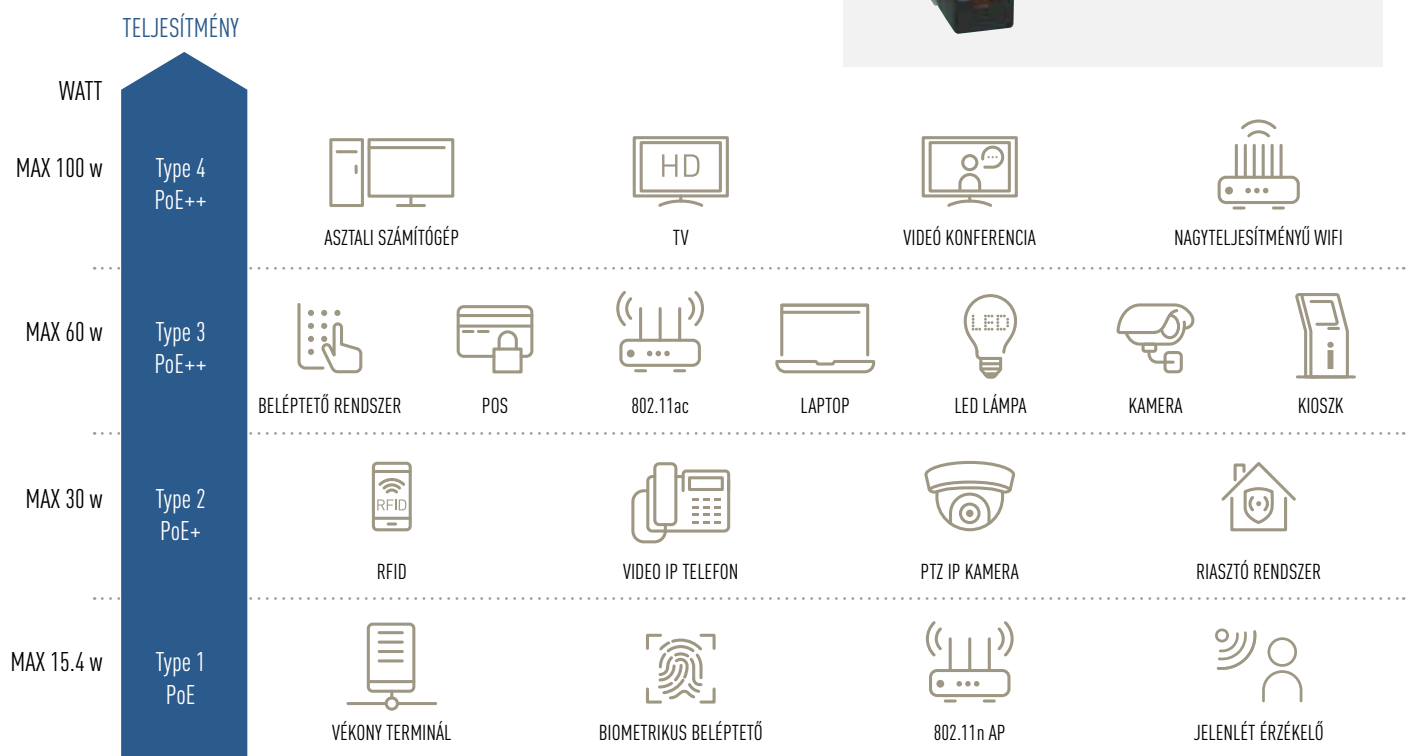 TELJESÍTMÉNY
WATT
MAX 100 w
Type 4
PoE++
HD
ASZTALI SZÁMÍTÓGÉP
TV
VIDEÓ KONFERENCIA
NAGYTELJESÍTMÉNYŰ WIFI
MAX 60 w
Type 3
PoE++
LED
i
BELÉPTETŐ RENDSZER
POS
802.11ac
LAPTOP
LED LÁMPA
KAMERA
KIOSZK
MAX 30 w
Type 2
PoE+
RFID
RFID
VIDEO IP TELEFON
PTZ IP KAMERA
RIASZTÓ RENDSZER
MAX 15.4 w
Type 1
PoE
VÉKONY TERMINÁL
BIOMETRIKUS BELÉPTETŐ
802.11n AP
JELENLÉT ÉRZÉKELŐ